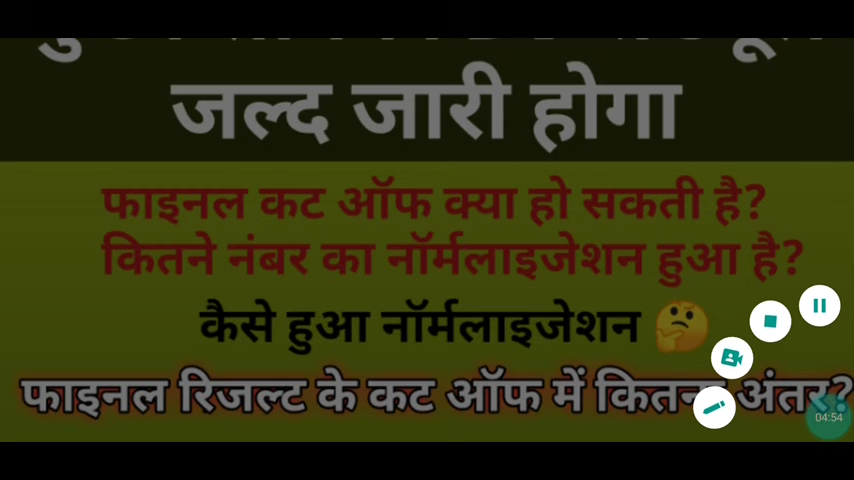 जल्द जारी होगा
फाइनल कट ऑफ क्या हो सकती है?
कितने नंबर का नॉर्मलाइजेशन हुआ है?
कैसे हुआ नॉर्मलाइजेशन 🤔
फाइनल रिजल्ट के कट ऑफ में कितना अंतर?
04:54